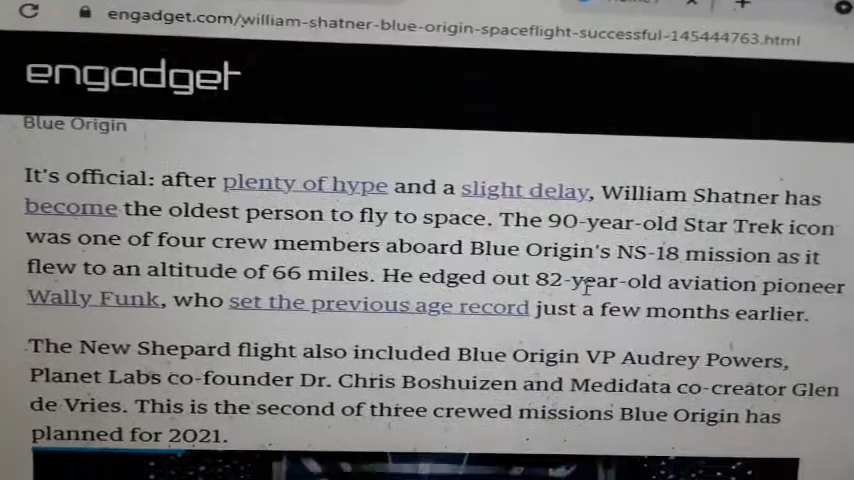 engadget.com/william-shatner-blue-origin-spaceflight-successful-145444763.html
engadget
Blue Origin
It's official: after plenty of hype and a slight delay, William Shatner has
become the oldest person to fly to space. The 90-year-old Star Trek icon
was one of four crew members aboard Blue Origin's NS-18 mission as it
flew to an altitude of 66 miles. He edged out 82-year-old aviation pioneer
Wally Funk, who set the previous age record just a few months earlier.
The New Shepard flight also included Blue Origin VP Audrey Powers,
Planet Labs co-founder Dr. Chris Boshuizen and Medidata co-creator Glen
de Vries. This is the second of three crewed missions Blue Origin has
planned for 2021.